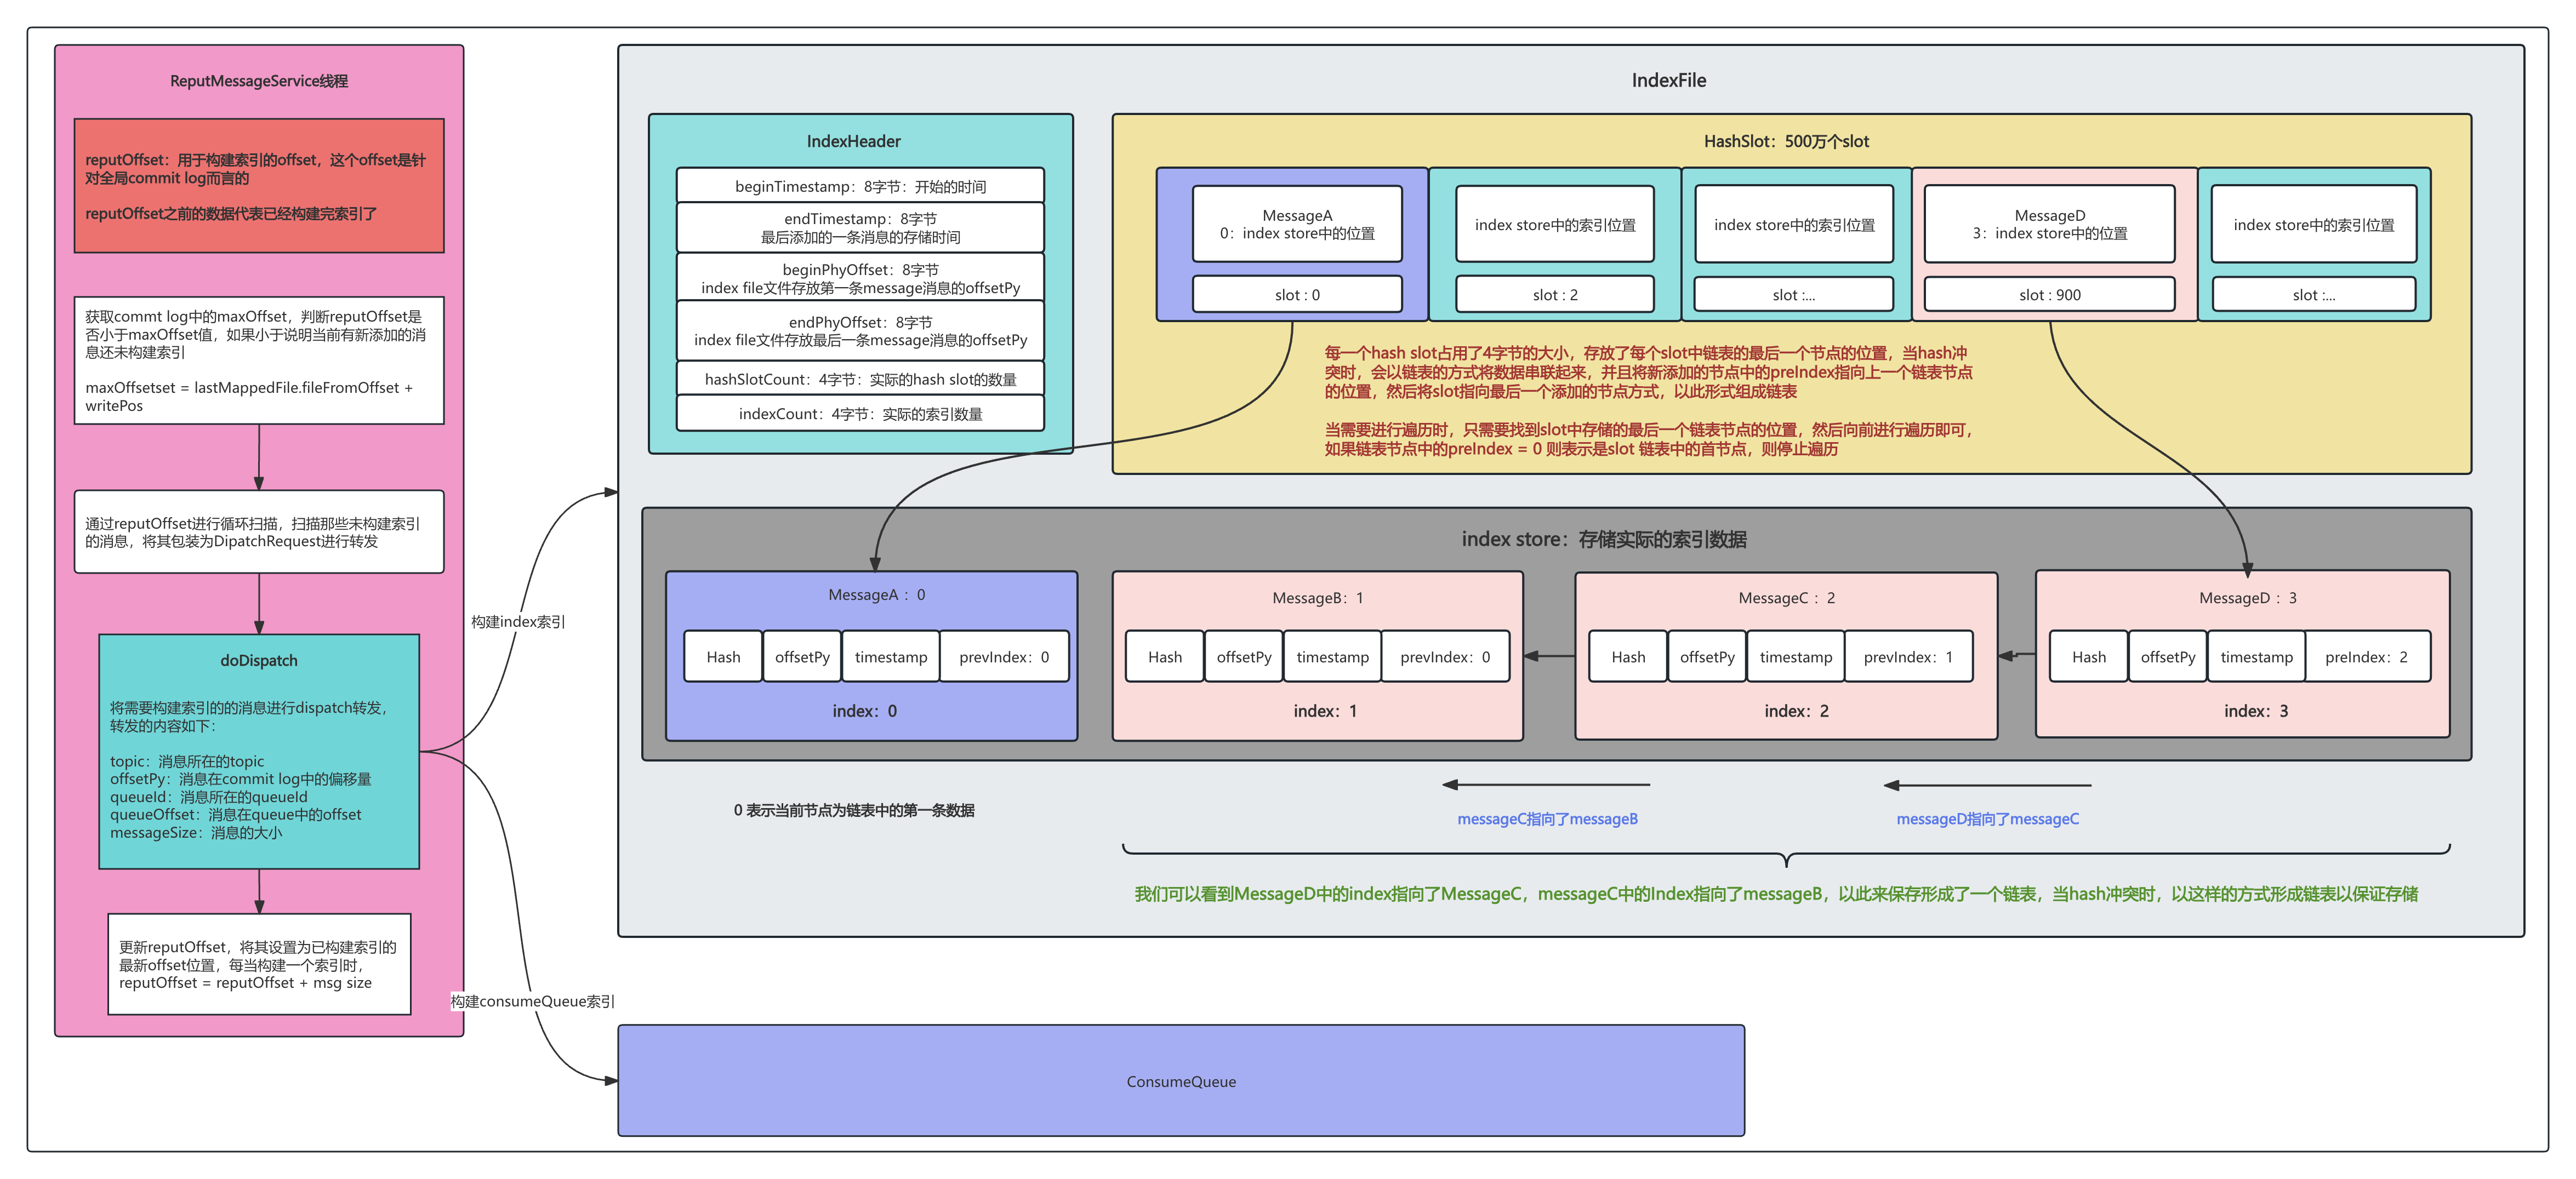 ReputMessageService线程
reputOffset：用于构建索引的offset，这个offset是针
对全局commit log而言的
reputOffset之前的数据代表已经构建完索引了
获取commt log中的maxOffset，判断reputOffset是
否小于maxOffset值，如果小于说明当前有新添加的消
息还未构建索引
maxOffsetset = lastMappedFile.fileFromOffset +
writePos
通过reputOffset进行循环扫描，扫描那些未构建索引
的消息，将其包装为DipatchRequest进行转发
doDispatch
将需要构建索引的的消息进行dispatch转发，
转发的内容如下：
topic：消息所在的topic
offsetPy：消息在commit log中的偏移量
queueId：消息所在的queueId
queueOffset：消息在queue中的offset
messageSize：消息的大小
更新reputOffset，将其设置为已构建索引的
最新offset位置，每当构建一个索引时，
reputOffset = reputOffset + msg size
构建index索引
构建consumeQueue索引
IndexFile
IndexHeader
beginTimestamp：8字节：开始的时间
endTimestamp：8字节
最后添加的一条消息的存储时间
beginPhyOffset：8字节
index file文件存放第一条message消息的offsetPy
endPhyOffset：8字节
index file文件存放最后一条message消息的offsetPy
hashSlotCount：4字节：实际的hash slot的数量
indexCount：4字节：实际的索引数量
HashSlot：500万个slot
MessageA
0：index store中的位置
slot : 0
index store中的索引位置
slot : 2
index store中的索引位置
slot :...
MessageD
3：index store中的位置
slot : 900
index store中的索引位置
slot :...
每一个hash slot占用了4字节的大小，存放了每个slot中链表的最后一个节点的位置，当hash冲
突时，会以链表的方式将数据串联起来，并且将新添加的节点中的preIndex指向上一个链表节点
的位置，然后将slot指向最后一个添加的节点方式，以此形式组成链表
当需要进行遍历时，只需要找到slot中存储的最后一个链表节点的位置，然后向前进行遍历即可，
如果链表节点中的preIndex = 0 则表示是slot 链表中的首节点，则停止遍历
index store：存储实际的索引数据
MessageA ：0
Hash
offsetPy
timestamp
prevIndex：0
index：0
MessageB：1
Hash
offsetPy
timestamp
prevIndex：0
index：1
MessageC ：2
Hash
offsetPy
timestamp
prevIndex：1
index：2
MessageD ：3
Hash
offsetPy
timestamp
preIndex：2
index：3
0 表示当前节点为链表中的第一条数据
messageC指向了messageB
messageD指向了messageC
我们可以看到MessageD中的index指向了MessageC，messageC中的Index指向了messageB，以此来保存形成了一个链表，当hash冲突时，以这样的方式形成链表以保证存储
ConsumeQueue